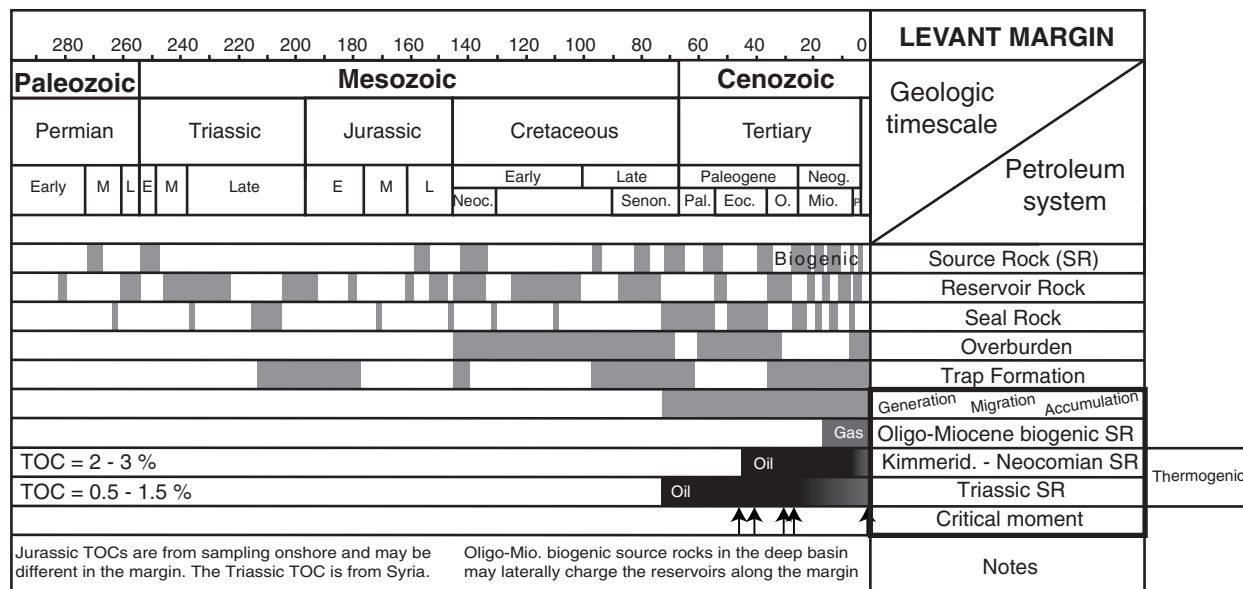 280 260 240 220 200 180 160 140 120 100 80 60 40 20 0
LEVANT MARGIN
Paleozoic Mesozoic Cenozoic
Geologic
timescale
Petroleum
system
Permian Triassic Jurassic Cretaceous Tertiary
Early M L E M Late E M L Early Late Paleogene Neog.
Neoc. Senon. Pal. Eoc. O. Mio. P
Biogenic Source Rock (SR)
Reservoir Rock
Seal Rock
Overburden
Trap Formation
Generation Migration Accumulation
Gas Oligo-Miocene biogenic SR
TOC = 2 - 3 % Oil Kimmerid. - Neocomian SR
Thermogenic
TOC = 0.5 - 1.5 % Oil Triassic SR
Critical moment
Jurassic TOCs are from sampling onshore and may be
different in the margin. The Triassic TOC is from Syria.
Oligo-Mio. biogenic source rocks in the deep basin
may laterally charge the reservoirs along the margin
Notes